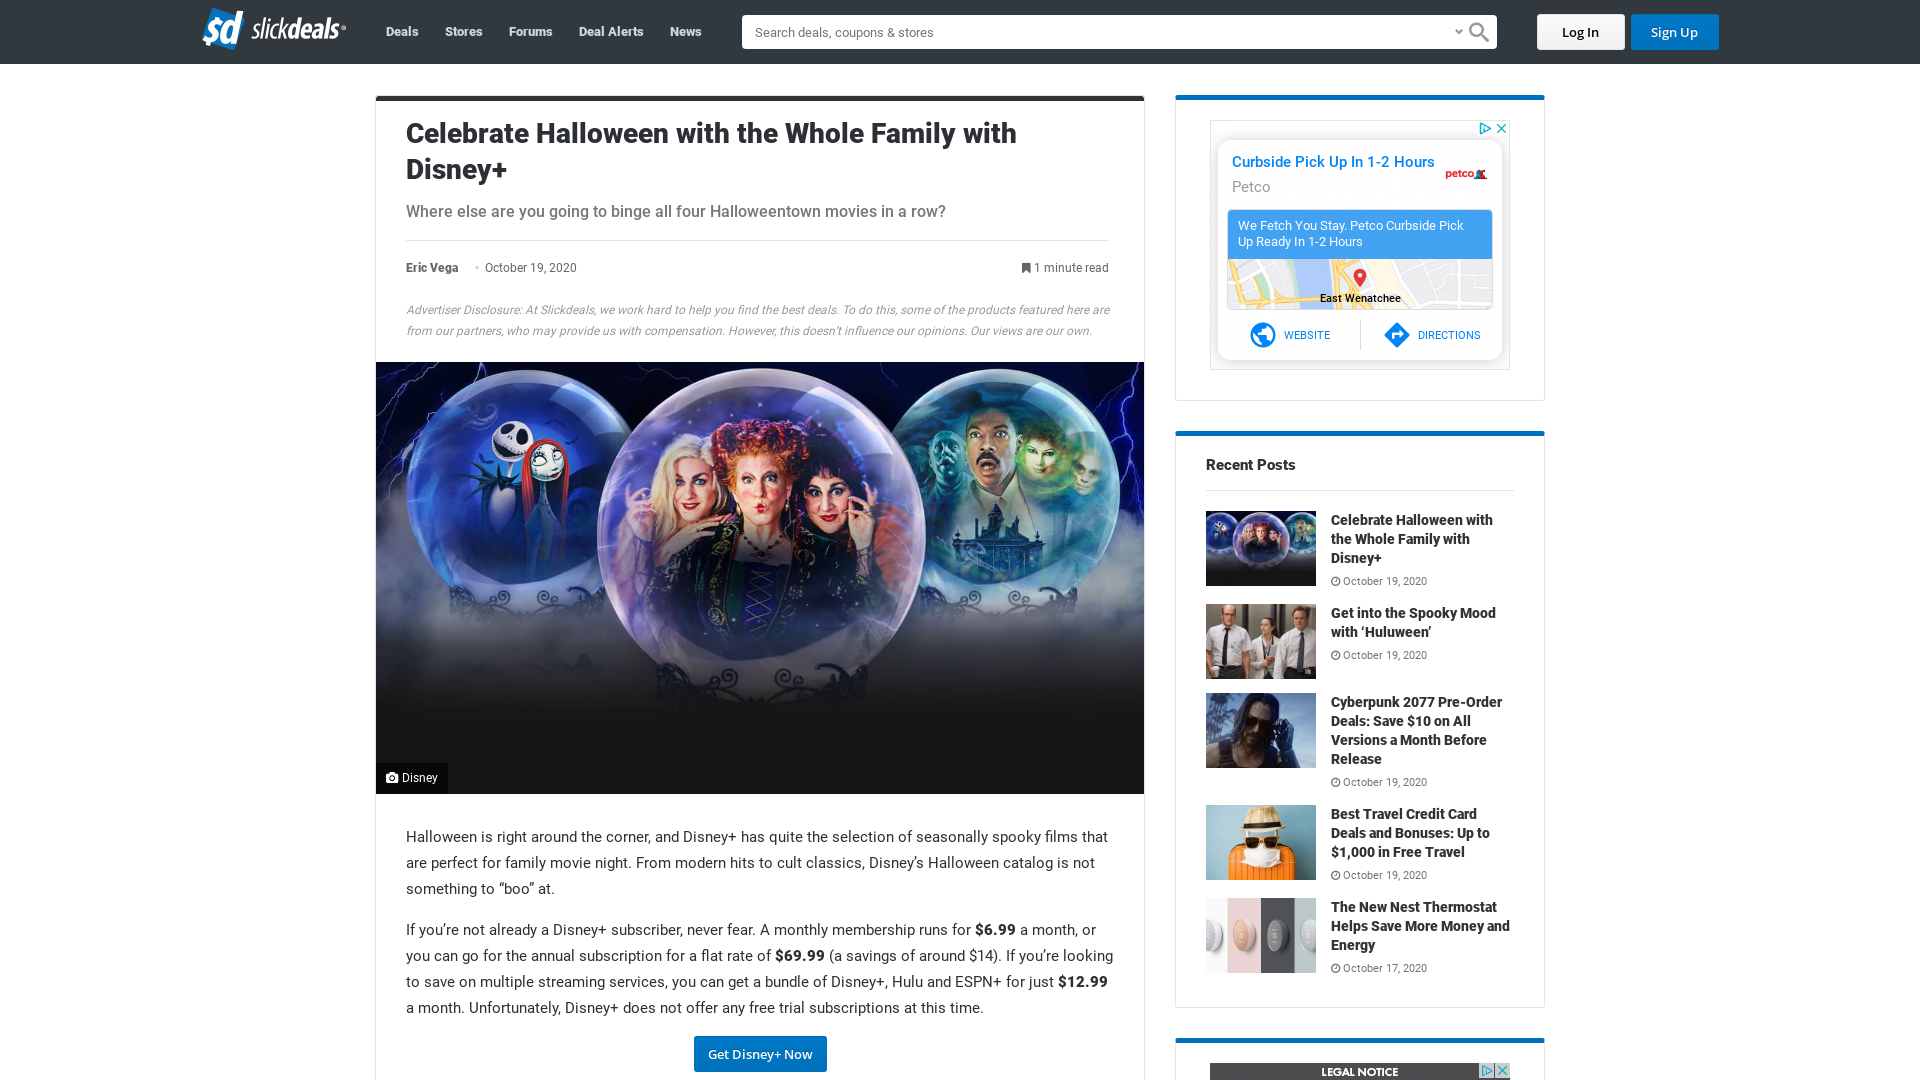 sd slickdeals
Deals
Stores
Forums
Deal Alerts
News
Search deals, coupons & stores
Log In
Sign Up
Celebrate Halloween with the Whole Family with
Disney+
Where else are you going to binge all four Halloweentown movies in a row?
Eric Vega
October 19, 2020
1 minute read
Advertiser Disclosure: At Slickdeals, we work hard to help you find the best deals. To do this, some of the products featured here are
from our partners, who may provide us with compensation. However, this doesn't influence our opinions. Our views are our own.
Disney
Halloween is right around the corner, and Disney+ has quite the selection of seasonally spooky films that
are perfect for family movie night. From modern hits to cult classics, Disney’s Halloween catalog is not
something to “boo” at.
If you’re not already a Disney+ subscriber, never fear. A monthly membership runs for $6.99 a month, or
you can go for the annual subscription for a flat rate of $69.99 (a savings of around $14). If you’re looking
to save on multiple streaming services, you can get a bundle of Disney+, Hulu and ESPN+ for just $12.99
a month. Unfortunately, Disney+ does not offer any free trial subscriptions at this time.
Get Disney+ Now
Curbside Pick Up In 1-2 Hours
Petco
petco
We Fetch You Stay. Petco Curbside Pick
Up Ready In 1-2 Hours
East Wenatchee
WEBSITE
DIRECTIONS
Recent Posts
Celebrate Halloween with
the Whole Family with
Disney+
October 19, 2020
Get into the Spooky Mood
with ‘Huluween’
October 19, 2020
Cyberpunk 2077 Pre-Order
Deals: Save $10 on All
Versions a Month Before
Release
October 19, 2020
Best Travel Credit Card
Deals and Bonuses: Up to
$1,000 in Free Travel
October 19, 2020
The New Nest Thermostat
Helps Save More Money and
Energy
October 17, 2020
LEGAL NOTICE